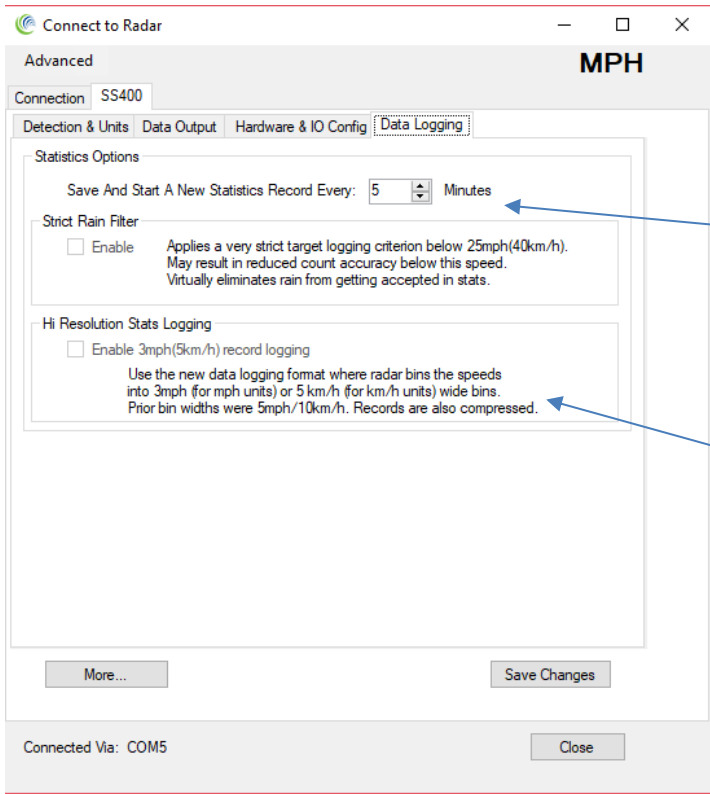 Connect to Radar
Advanced
MPH
Connection SS400
Detection & Units Data Output Hardware & IO Config Data Logging
Statistics Options
Save And Start A New Statistics Record Every: 5 Minutes
Strict Rain Filter
Enable Applies a very strict target logging criterion below 25mph(40km/h).
May result in reduced count accuracy below this speed.
Virtually eliminates rain from getting accepted in stats.
Hi Resolution Stats Logging
Enable 3mph(5km/h) record logging
Use the new data logging format where radar bins the speeds
into 3mph (for mph units) or 5 km/h (for km/h units) wide bins.
Prior bin widths were 5mph/10km/h. Records are also compressed.
More... Save Changes
Connected Via: COM5 Close